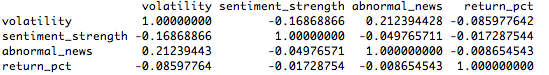 volatility sentiment_strength abnormal_news return_pct
volatility 1.00000000 -0.16868866 0.212394428 -0.085977642
sentiment_strength -0.16868866 1.00000000 -0.049765711 -0.017287544
abnormal_news 0.21239443 -0.04976571 1.000000000 -0.008654543
return_pct -0.08597764 -0.01728754 -0.008654543 1.000000000